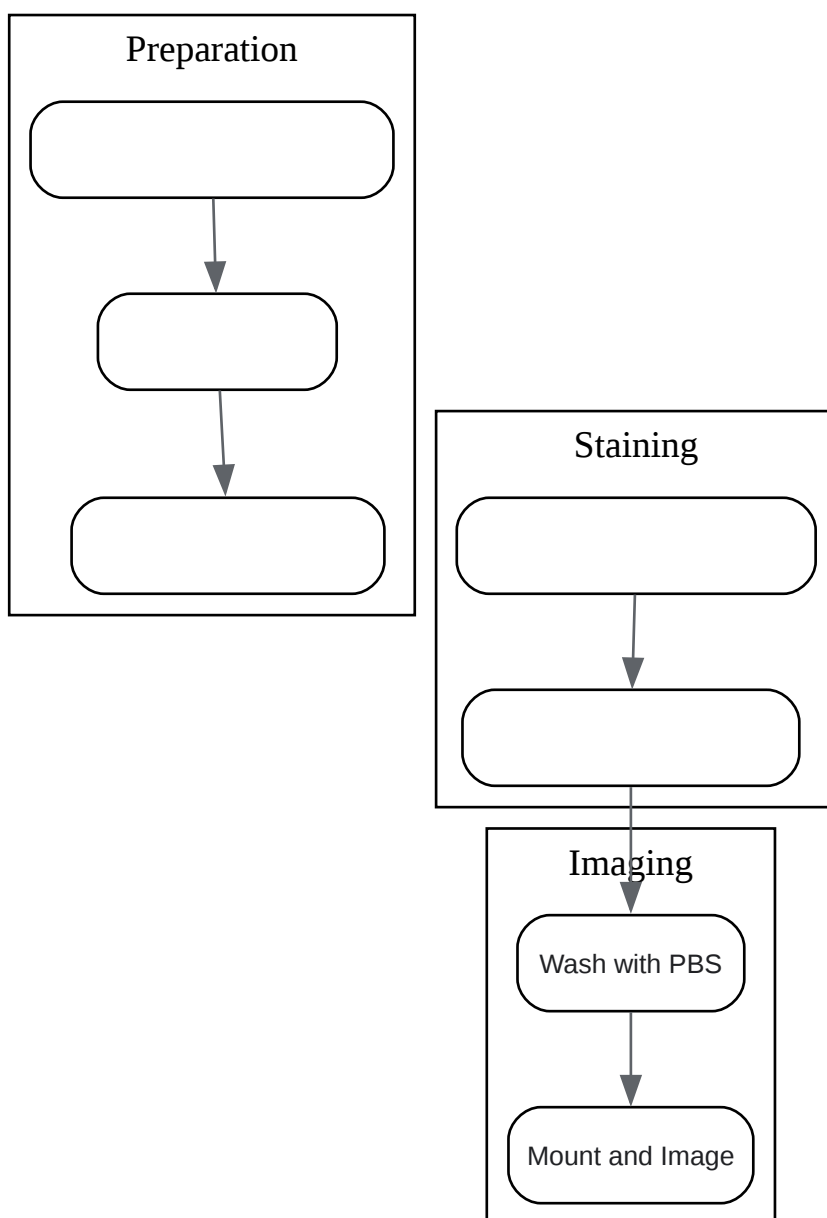 Preparation
Staining
Imaging
Wash with PBS
Mount and Image